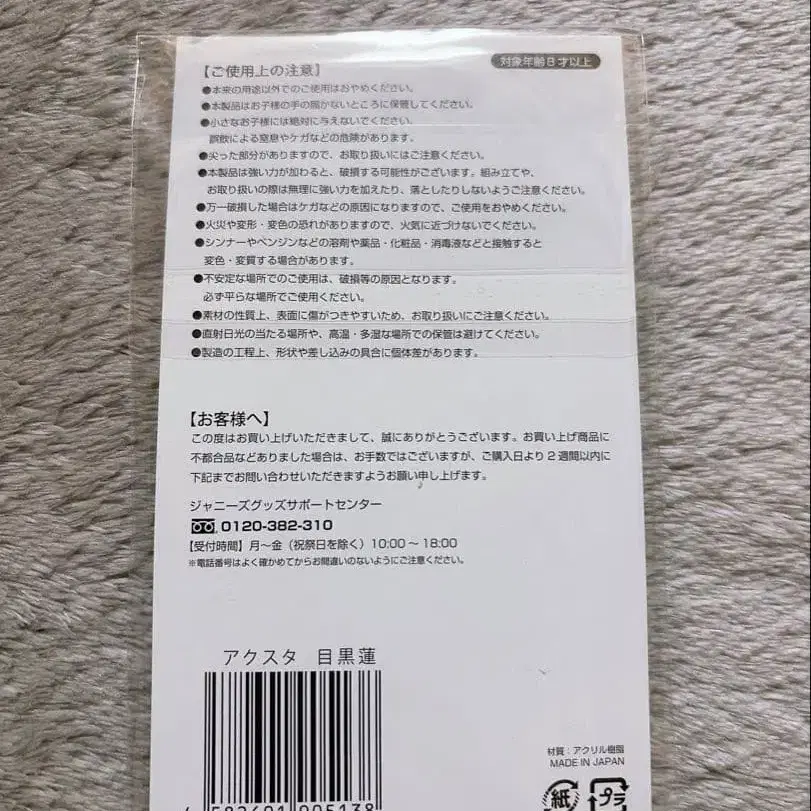 【ご使用上の注意】
対象年齢8才以上
●本来の用途以外でのご使用はおやめください。
●本製品はお子様の手の届かないところに保管してください。
●小さなお子様には絶対に与えないでください。
誤飲による窒息やケガなどの危険があります。
●尖った部分がありますので、お取り扱いにはご注意ください。
●本製品は強い力が加わると、破損する可能性がございます。組み立てや、
お取り扱いの際は無理に強い力を加えたり、落としたりしないようご注意ください。
●万一破損した場合はケガなどの原因になりますので、ご使用をおやめください。
●火災や変形・変色の恐れがありますので、火気に近づけないでください。
●シンナーやベンジンなどの溶剤や薬品・化粧品・消毒液などと接触すると
変色・変質する場合があります。
●不安定な場所でのご使用は、破損等の原因となります。
必ず平らな場所でご使用ください。
●素材の性質上、表面に傷がつきやすいため、お取り扱いにご注意ください。
●直射日光の当たる場所や、高温・多湿な場所での保管は避けてください。
●製造の工程上、形状や差し込みの具合に個体差があります。
【お客様へ】
この度はお買い上げいただきまして、誠にありがとうございます。お買い上げ商品に
不都合品などありました場合は、お手数ではございますが、ご購入日より2週間以内に
下記までお問い合わせいただきますようお願い申し上げます。
ジャニーズグッズサポートセンター
0120-382-310
【受付時間】月〜金（祝祭日を除く）10:00〜18:00
※電話番号はよく確かめてからお間違いのないようにご注意ください。
アクスタ 目黒蓮
材質：アクリル樹脂
MADE IN JAPAN
紙
プラ